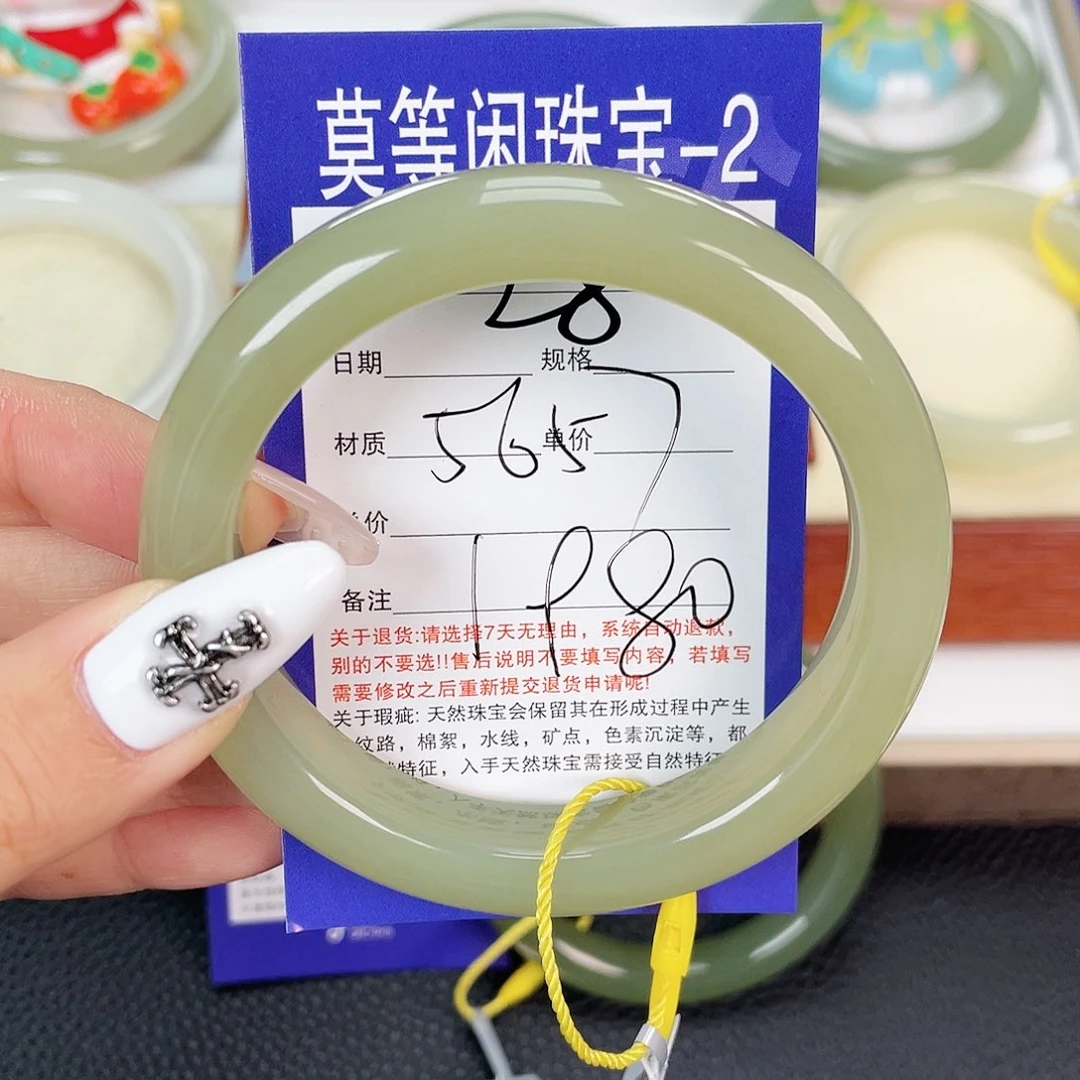 莫等闲珠宝-2
28
日期 规格
材质 5657 单价
单价
备注 1980
关于退货:请选择7天无理由，系统自动退款，
别的不要选!!售后说明不要填写内容，若填写
需要修改之后重新提交退货申请呢!
关于瑕疵: 天然珠宝会保留其在形成过程中产生
纹路，棉絮，水线，矿点，色素沉淀等，都
然特征，入手天然珠宝需接受自然特征